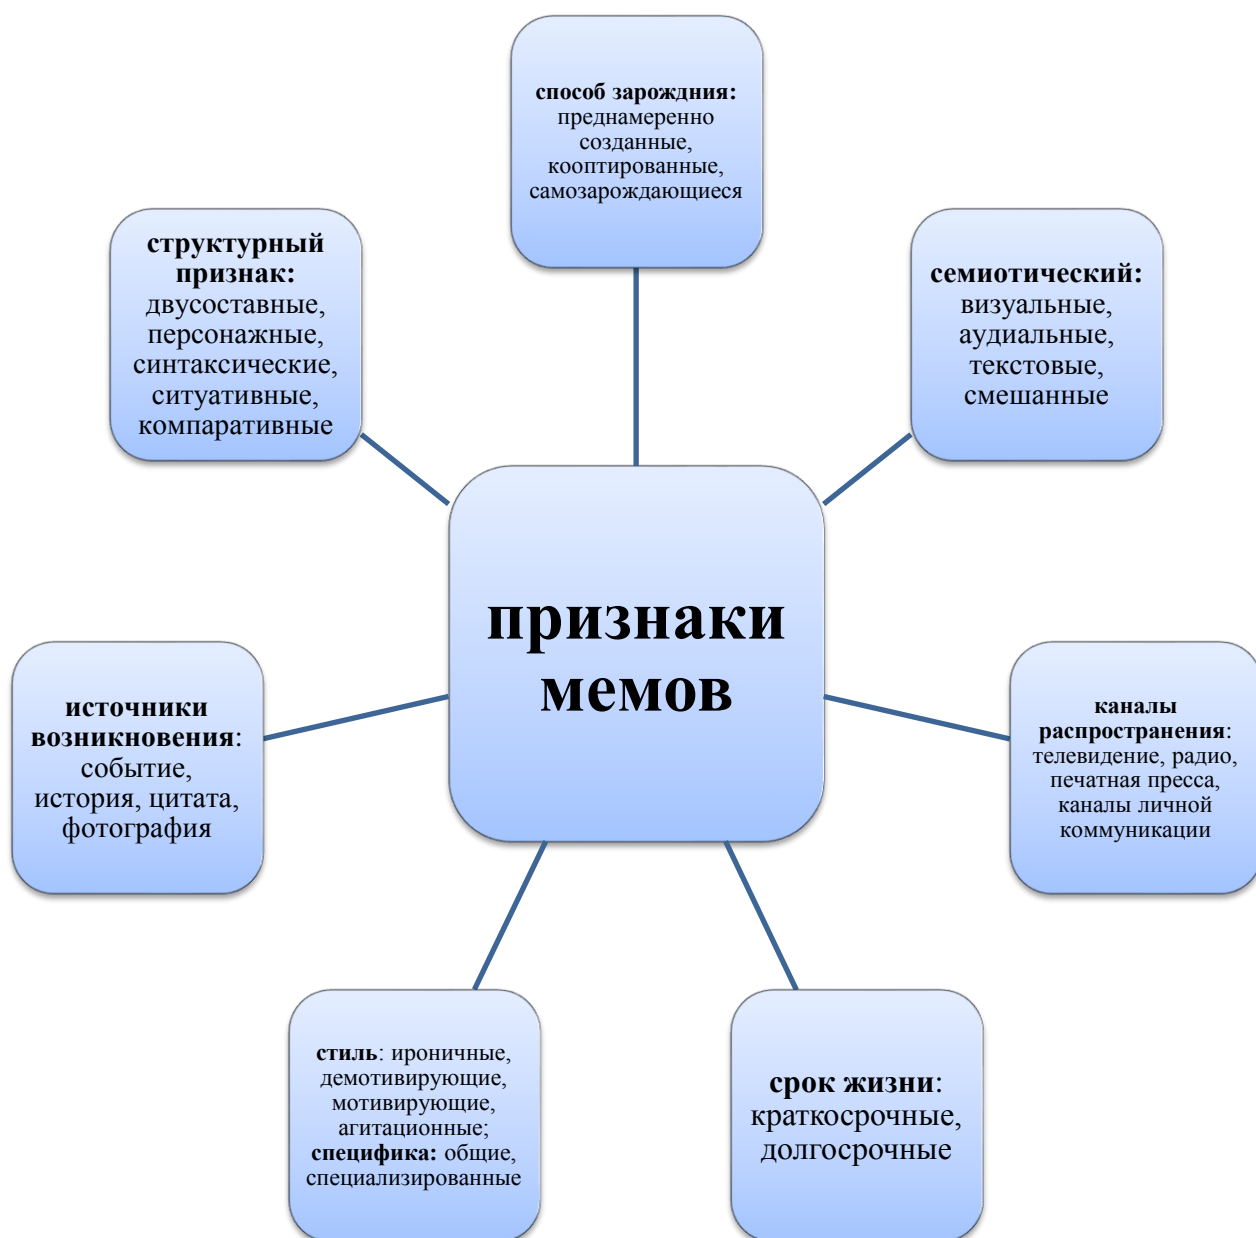 способ зарождния:
преднамеренно
созданные,
кооптированные,
самозарождающиеся
структурный
признак:
двусоставные,
персонажные,
синтаксические,
ситуативные,
компаративные
семиотический:
визуальные,
аудиальные,
текстовые,
смешанные
признаки
мемов
источники
возникновения:
событие,
история, цитата,
фотография
каналы
распространения:
телевидение, радио,
печатная пресса,
каналы личной
коммуникации
стиль: ироничные,
демотивирующие,
мотивирующие,
агитационные;
специфика: общие,
специализированные
срок жизни:
краткосрочные,
долгосрочные